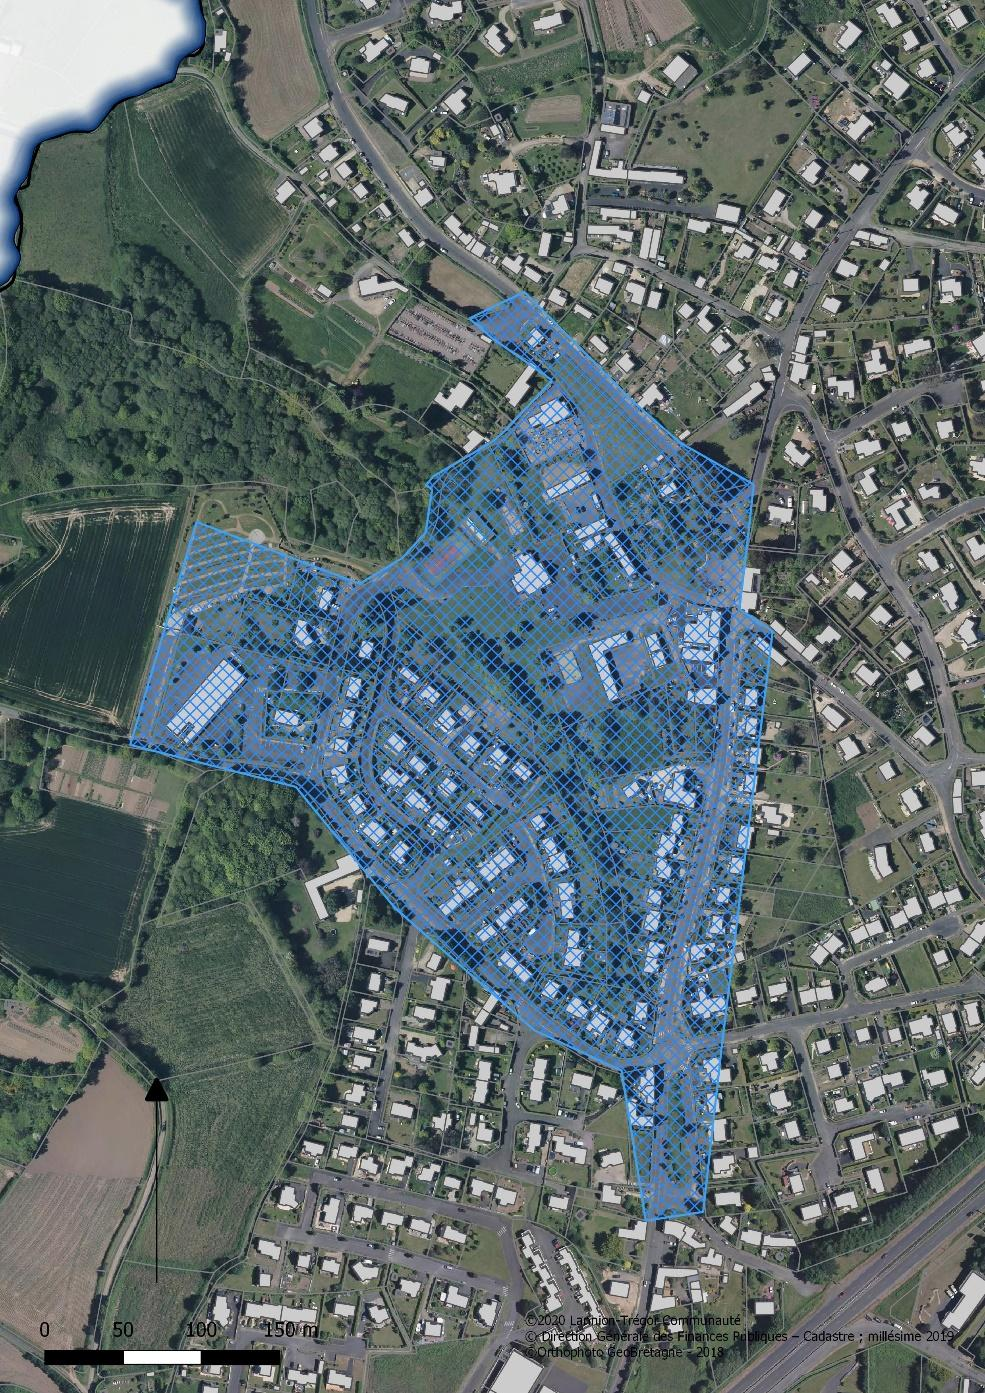 0 50 100 150 m
©2020 Lannion-Trégor Communauté
© Direction Générale des Finances Publiques – Cadastre ; millésime 2019
©Orthophoto GéoBretagne - 2018